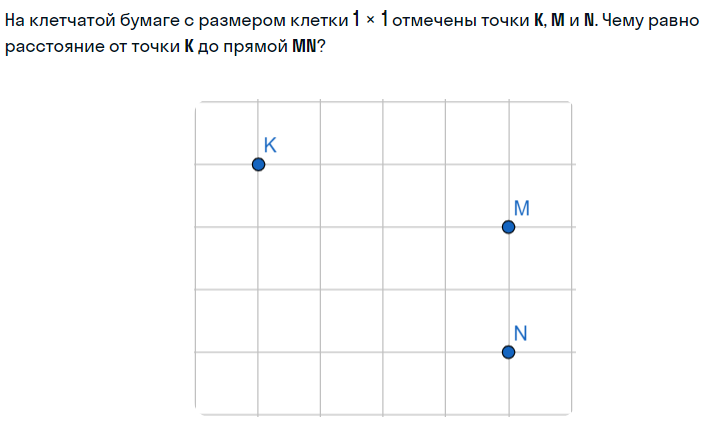 На клетчатой бумаге с размером клетки 1 × 1 отмечены точки K, M и N. Чему равно
расстояние от точки K до прямой MN?
K
M
N